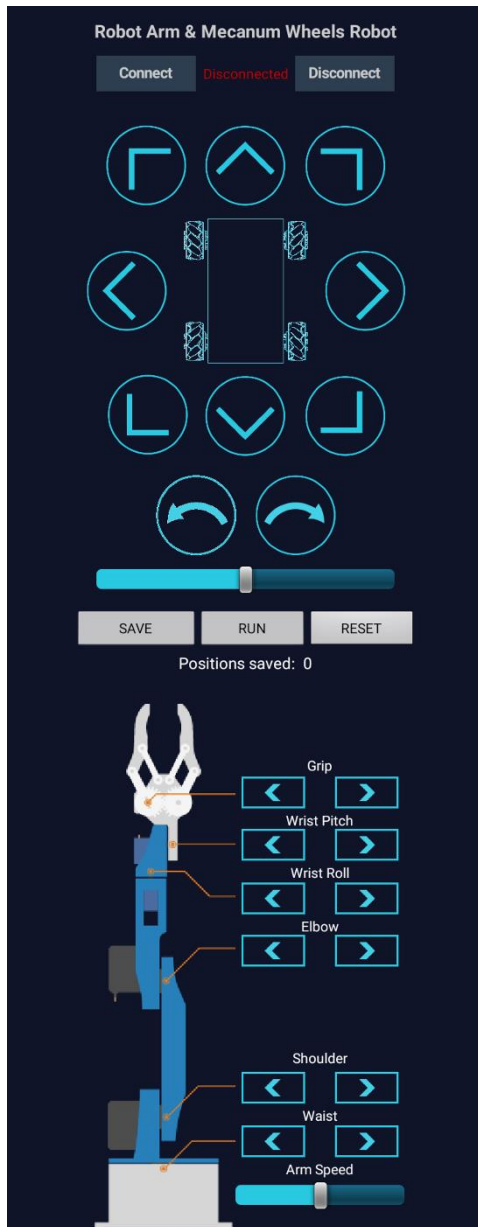 Robot Arm & Mecanum Wheels Robot
Connect Disconnected Disconnect
SAVE RUN RESET
Positions saved: 0
Grip
Wrist Pitch
Wrist Roll
Elbow
Shoulder
Waist
Arm Speed